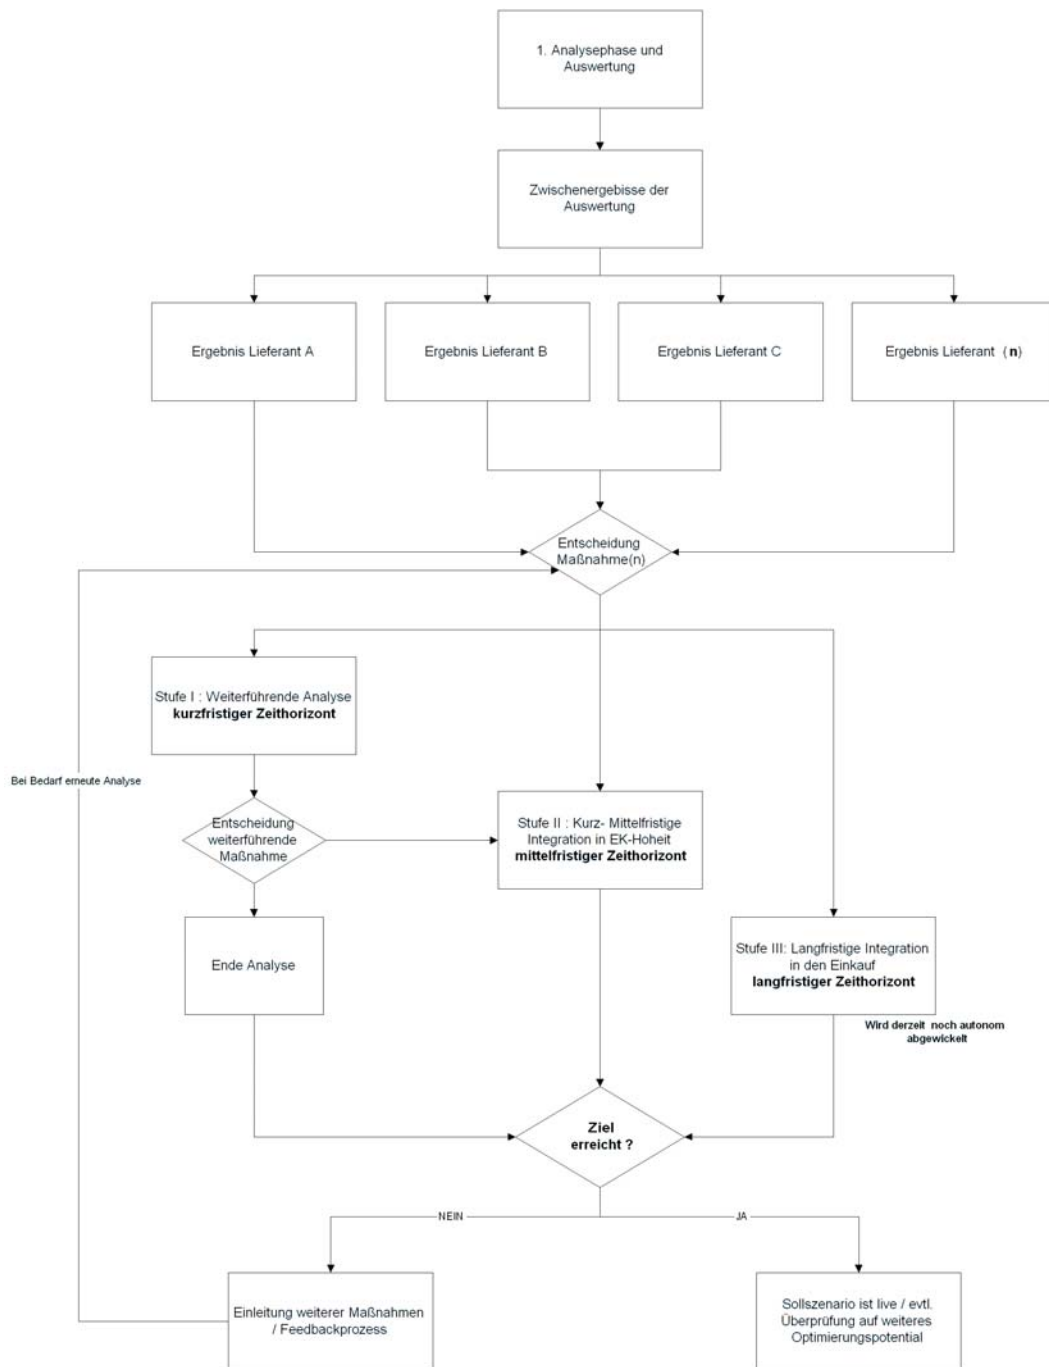 1. Analysephase und
Auswertung
Zwischenergebisse der
Auswertung
Ergebnis Lieferant A
Ergebnis Lieferant B
Ergebnis Lieferant C
Ergebnis Lieferant (n)
Entscheidung
Maßnahme(n)
Stufe I : Weiterführende Analyse
kurzfristiger Zeithorizont
Bei Bedarf erneute Analyse
Entscheidung
weiterführende
Maßnahme
Stufe II : Kurz- Mittelfristige
Integration in EK-Hoheit
mittelfristiger Zeithorizont
Ende Analyse
Stufe III: Langfristige Integration
in den Einkauf
langfristiger Zeithorizont
Wird derzeit noch autonom
abgewickelt
Ziel
erreicht ?
NEIN
JA
Einleitung weiterer Maßnahmen
/ Feedbackprozess
Sollszenario ist live / evtl.
Überprüfung auf weiteres
Optimierungspotential